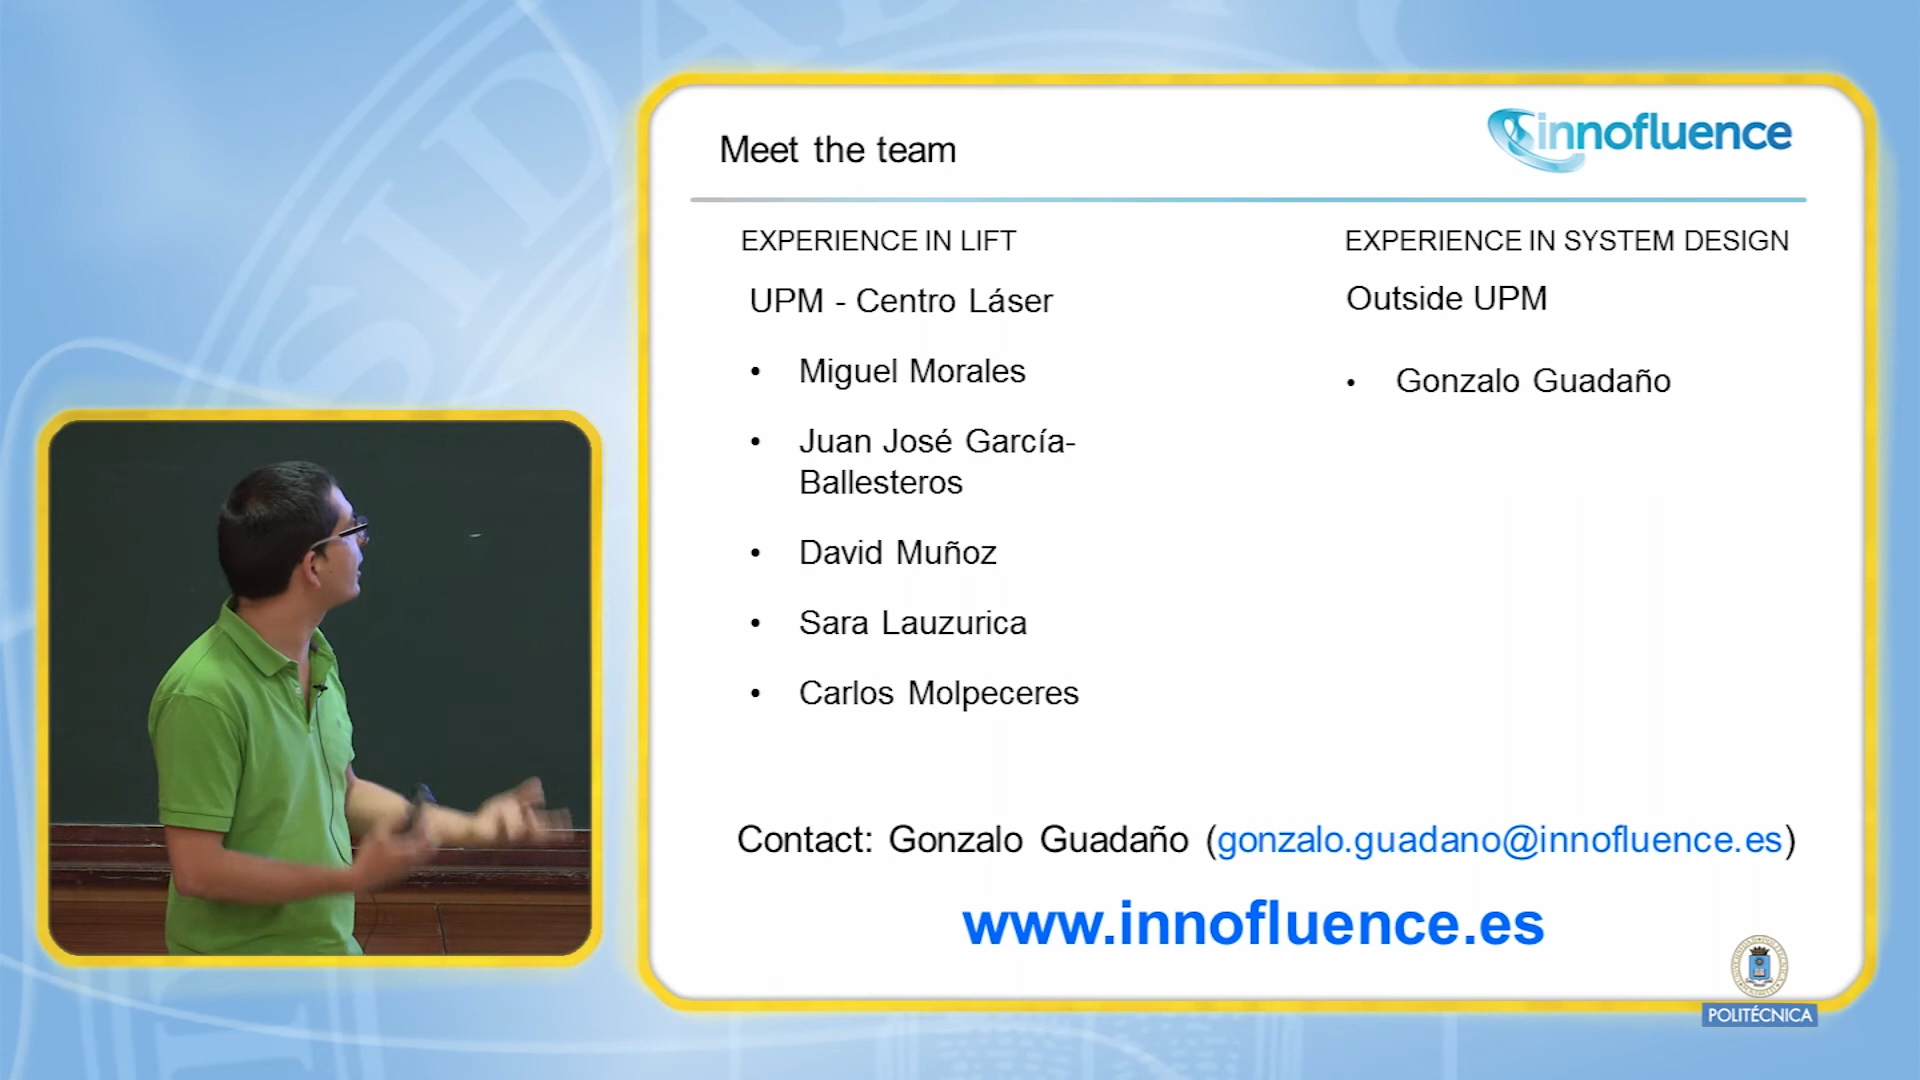 innofluence
Meet the team
EXPERIENCE IN LIFT
UPM - Centro Láser
• Miguel Morales
• Juan José García-
Ballesteros
• David Muñoz
• Sara Lauzurica
• Carlos Molpeceres
EXPERIENCE IN SYSTEM DESIGN
Outside UPM
• Gonzalo Guadaño
Contact: Gonzalo Guadaño (gonzalo.guadano@innofluence.es)
www.innofluence.es
POLITÉCNICA